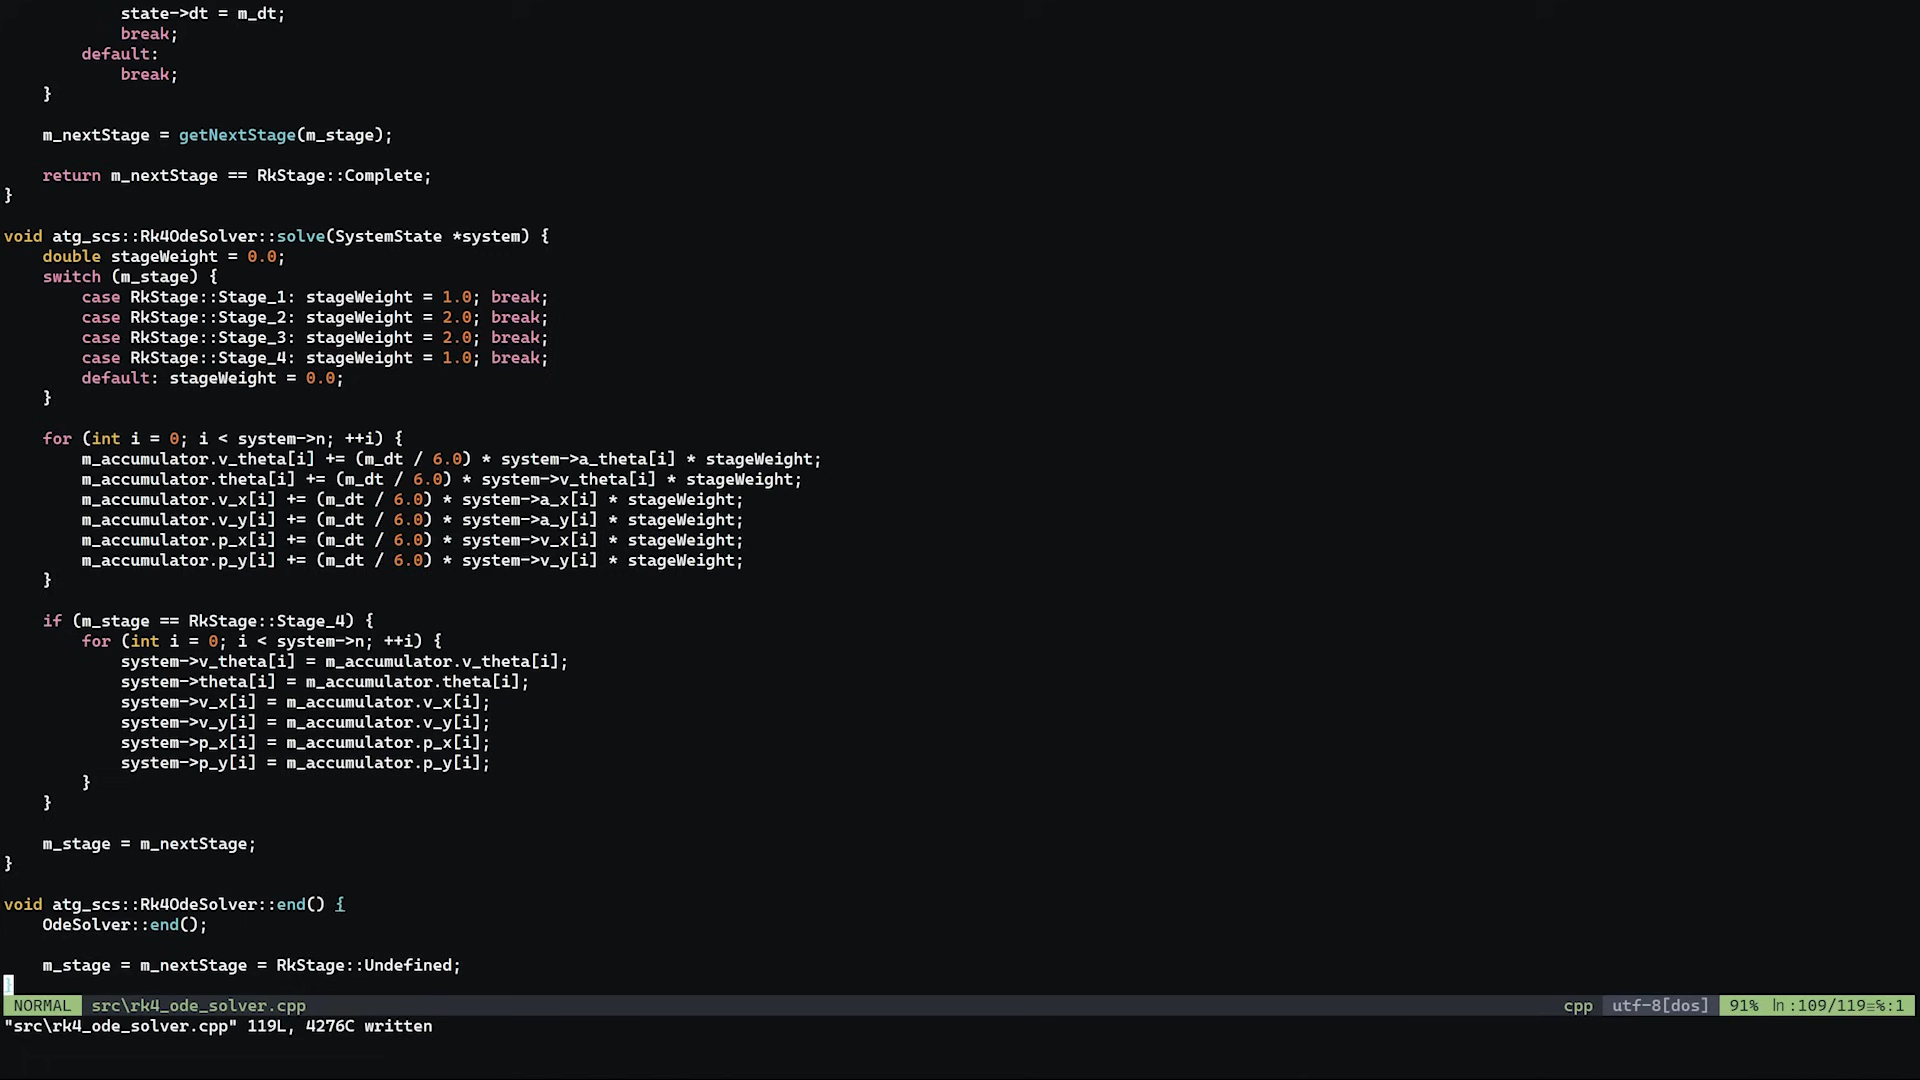 state->dt = m_dt;
            break;
        default:
            break;
    }

    m_nextStage = getNextStage(m_stage);

    return m_nextStage == RkStage::Complete;
}

void atg_scs::Rk4OdeSolver::solve(SystemState *system) {
    double stageWeight = 0.0;
    switch (m_stage) {
        case RkStage::Stage_1: stageWeight = 1.0; break;
        case RkStage::Stage_2: stageWeight = 2.0; break;
        case RkStage::Stage_3: stageWeight = 2.0; break;
        case RkStage::Stage_4: stageWeight = 1.0; break;
        default: stageWeight = 0.0;
    }

    for (int i = 0; i < system->n; ++i) {
        m_accumulator.v_theta[i] += (m_dt / 6.0) * system->a_theta[i] * stageWeight;
        m_accumulator.theta[i] += (m_dt / 6.0) * system->v_theta[i] * stageWeight;
        m_accumulator.v_x[i] += (m_dt / 6.0) * system->a_x[i] * stageWeight;
        m_accumulator.v_y[i] += (m_dt / 6.0) * system->a_y[i] * stageWeight;
        m_accumulator.p_x[i] += (m_dt / 6.0) * system->v_x[i] * stageWeight;
        m_accumulator.p_y[i] += (m_dt / 6.0) * system->v_y[i] * stageWeight;
    }

    if (m_stage == RkStage::Stage_4) {
        for (int i = 0; i < system->n; ++i) {
            system->v_theta[i] = m_accumulator.v_theta[i];
            system->theta[i] = m_accumulator.theta[i];
            system->v_x[i] = m_accumulator.v_x[i];
            system->v_y[i] = m_accumulator.v_y[i];
            system->p_x[i] = m_accumulator.p_x[i];
            system->p_y[i] = m_accumulator.p_y[i];
        }
    }

    m_stage = m_nextStage;
}

void atg_scs::Rk4OdeSolver::end() {
    OdeSolver::end();

    m_stage = m_nextStage = RkStage::Undefined;
}
NORMAL src\rk4_ode_solver.cpp cpp utf-8[dos] 91% ㏑:109/119≡℅:1
"src\rk4_ode_solver.cpp" 119L, 4276C written